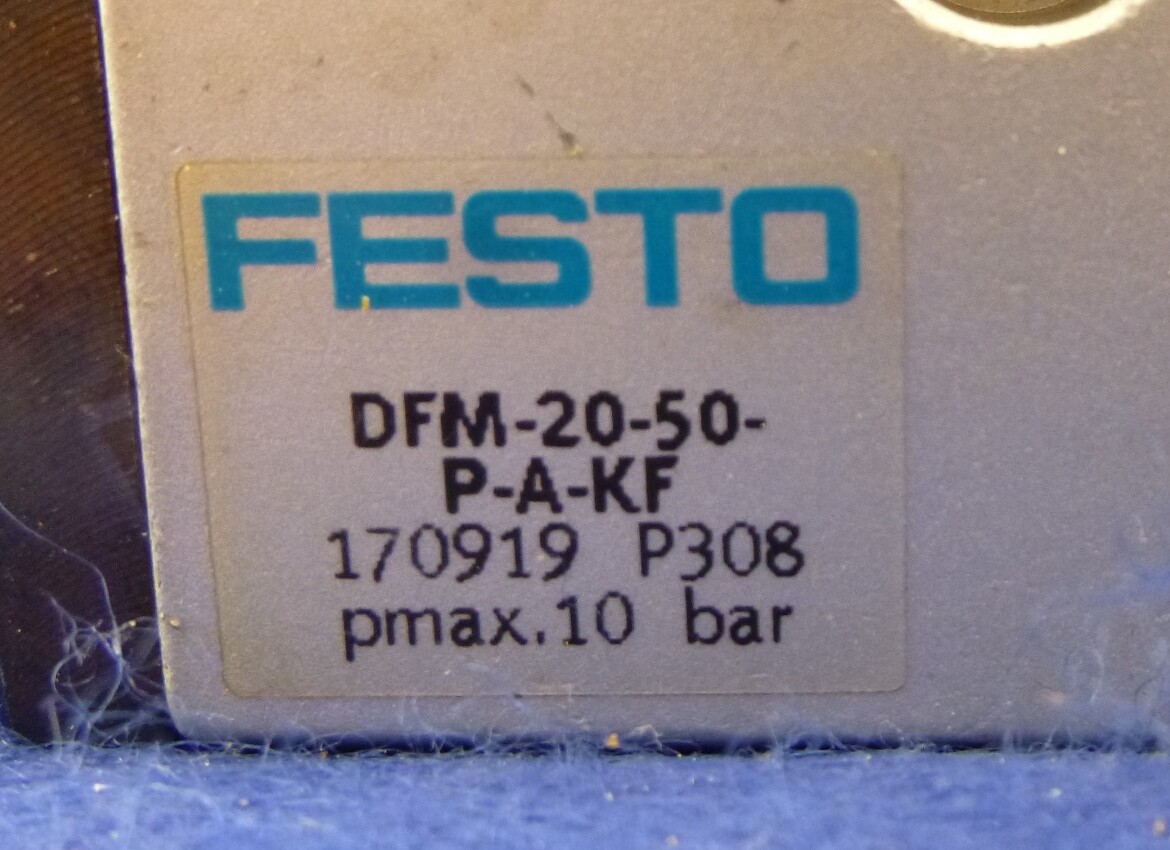 FESTO
DFM-20-50-
P-A-KF
170919 P308
pmax.10 bar